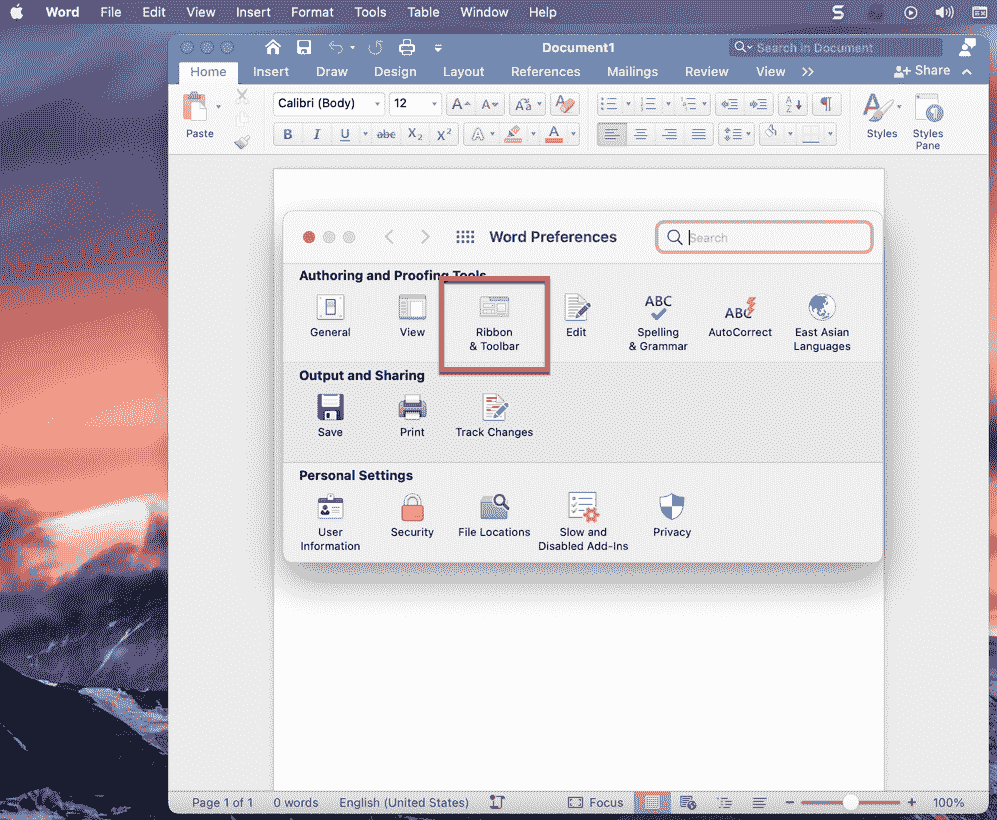 Word File Edit View Insert Format Tools Table Window Help
Document1
Search in Document
Home Insert Draw Design Layout References Mailings Review View >> Share
Calibri (Body) 12
Paste
B I U abc X₂ X² A A
Styles
Styles
Pane
Word Preferences
Search
Authoring and Proofing Tools
General View Ribbon
& Toolbar Edit Spelling
& Grammar AutoCorrect East Asian
Languages
Output and Sharing
Save Print Track Changes
Personal Settings
User
Information Security File Locations Slow and
Disabled Add-Ins Privacy
Page 1 of 1 0 words English (United States) Focus 100%